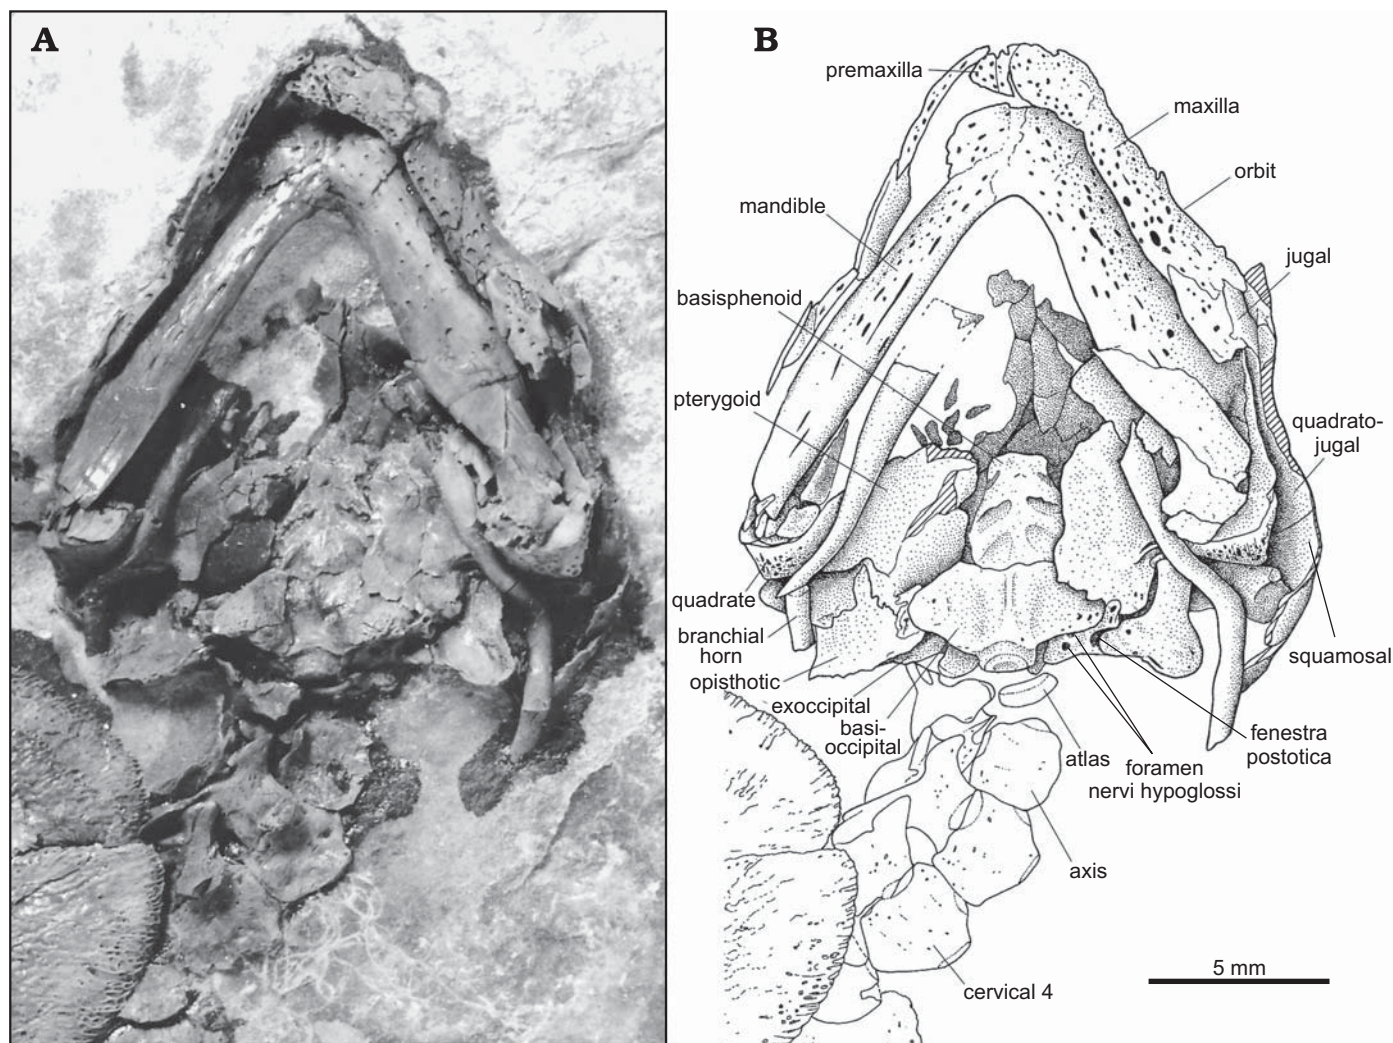 A
B
premaxilla
maxilla
orbit
mandible
jugal
basisphenoid
pterygoid
quadrato-
jugal
quadrate
branchial
horn
squamosal
opisthotic
exoccipital
basi-
occipital
atlas
foramen
nervi hypoglossi
fenestra
postotica
axis
cervical 4
5 mm